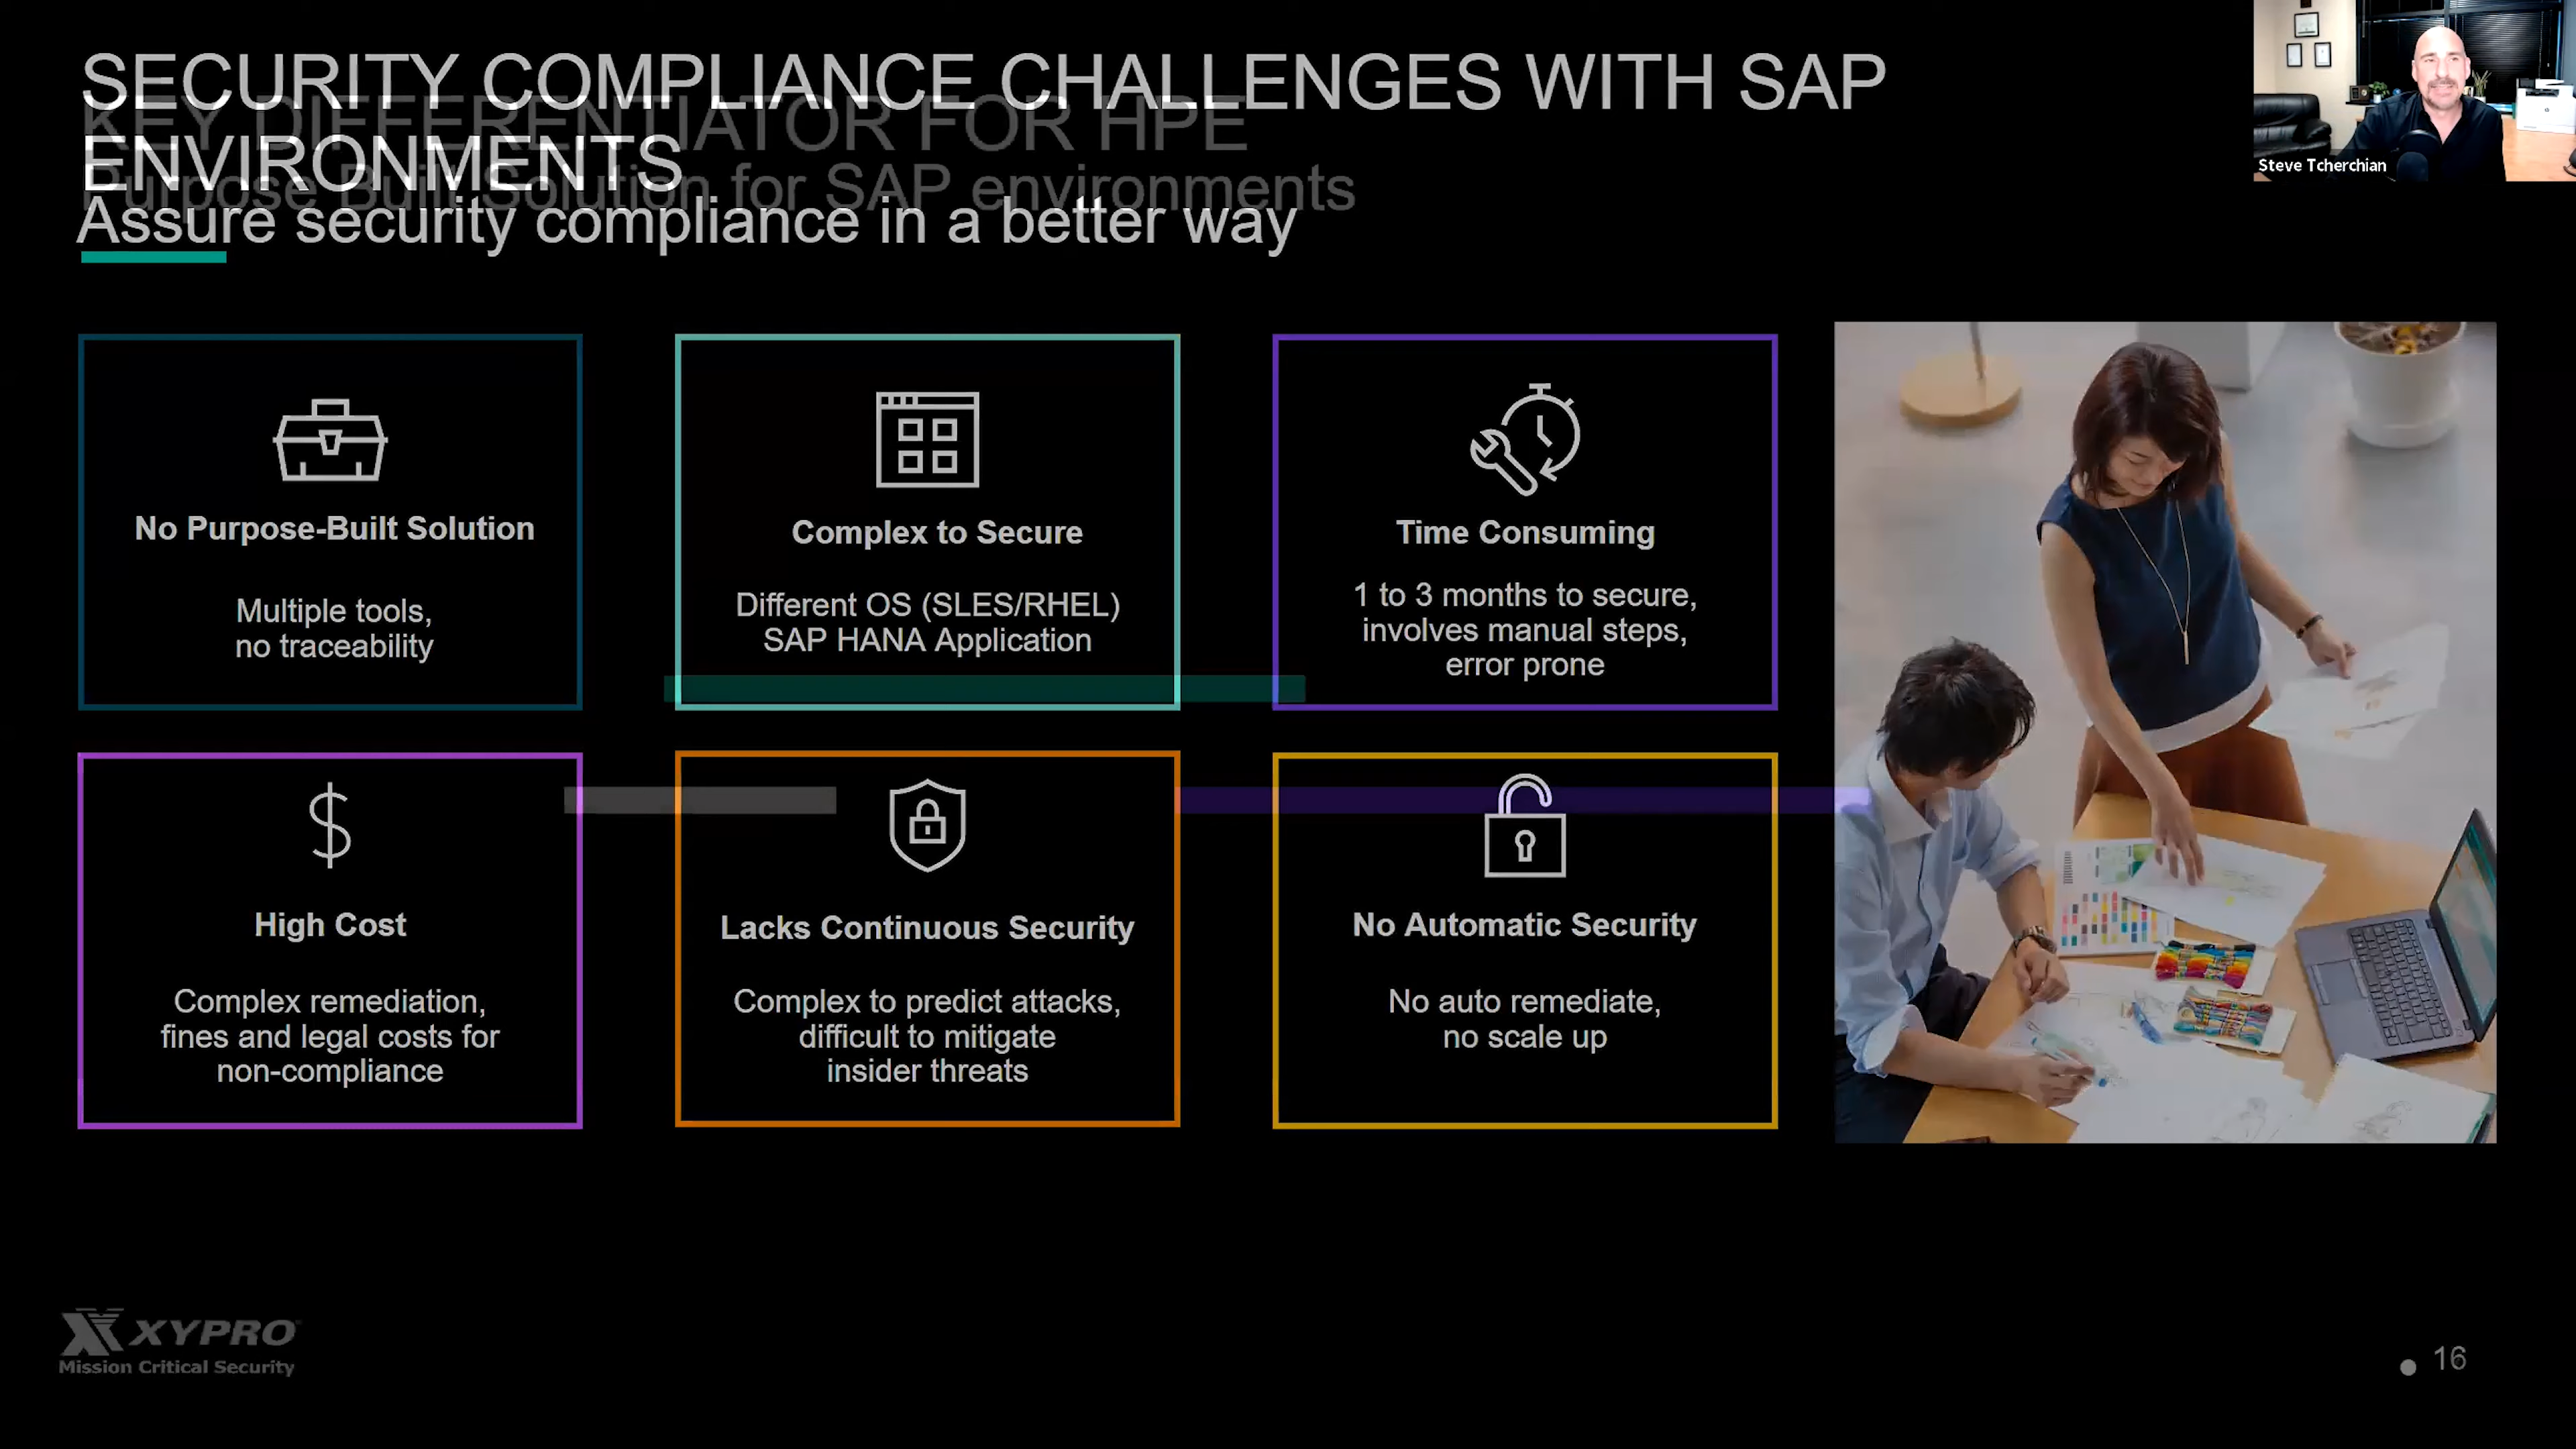 SECURITY COMPLIANCE CHALLENGES WITH SAP
ENVIRONMENTS
KEY DIFFERENTIATOR FOR HPE
Purpose Built Solution for SAP environments
Assure security compliance in a better way
Steve Tcherchian
No Purpose-Built Solution
Multiple tools,
no traceability
Complex to Secure
Different OS (SLES/RHEL)
SAP HANA Application
Time Consuming
1 to 3 months to secure,
involves manual steps,
error prone
High Cost
Complex remediation,
fines and legal costs for
non-compliance
Lacks Continuous Security
Complex to predict attacks,
difficult to mitigate
insider threats
No Automatic Security
No auto remediate,
no scale up
XYPRO
Mission Critical Security
16